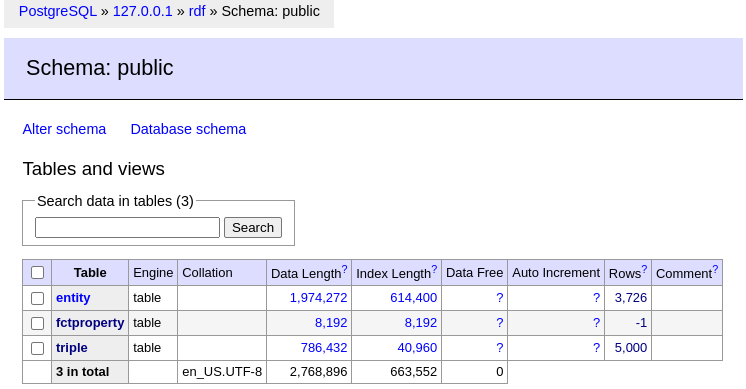 PostgreSQL » 127.0.0.1 » rdf » Schema: public
Schema: public
Alter schema Database schema
Tables and views
Search data in tables (3)
Search
Table Engine Collation Data Length? Index Length? Data Free Auto Increment Rows? Comment?
entity table 1,974,272 614,400 ? ? 3,726
fctproperty table 8,192 8,192 ? ? -1
triple table 786,432 40,960 ? ? 5,000
3 in total en_US.UTF-8 2,768,896 663,552 0